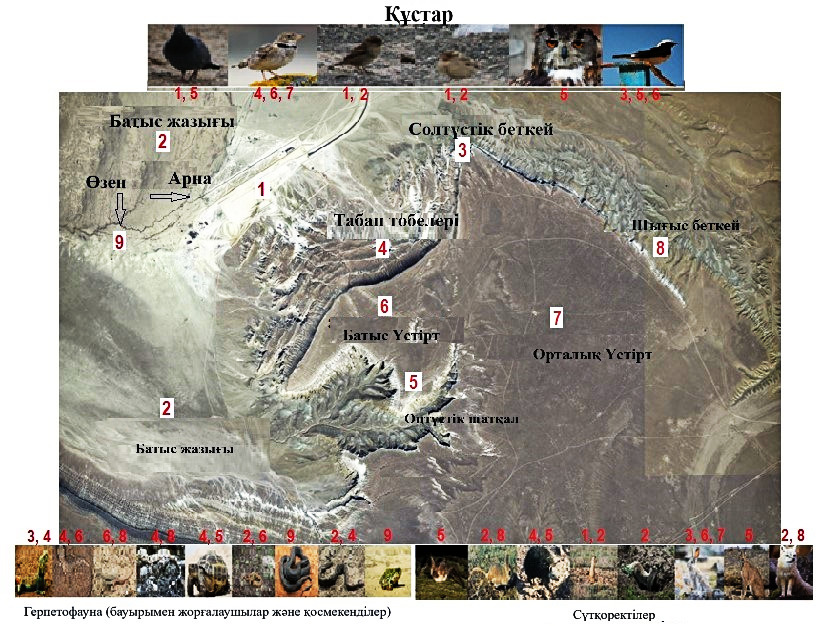 Құстар
1, 5
4, 6, 7
1, 2
1, 2
5
3, 5, 6
Батыс жазығы
2
Солтүстік беткей
3
Өзен
Арна
1
9
Табан төбелері
4
Шығыс беткей
8
6
7
Батыс Үстірт
Орталық Үстірт
5
2
Оңтүстік шатқал
Батыс жазығы
3, 4
4, 6
6, 8
4, 8
4, 5
2, 6
9
2, 4
9
5
2, 8
4, 5
1, 2
2
3, 6, 7
5
2, 8
Герпетофауна (бауырымен жорғалаушылар және қосмекенділер)
Сүтқоректілер